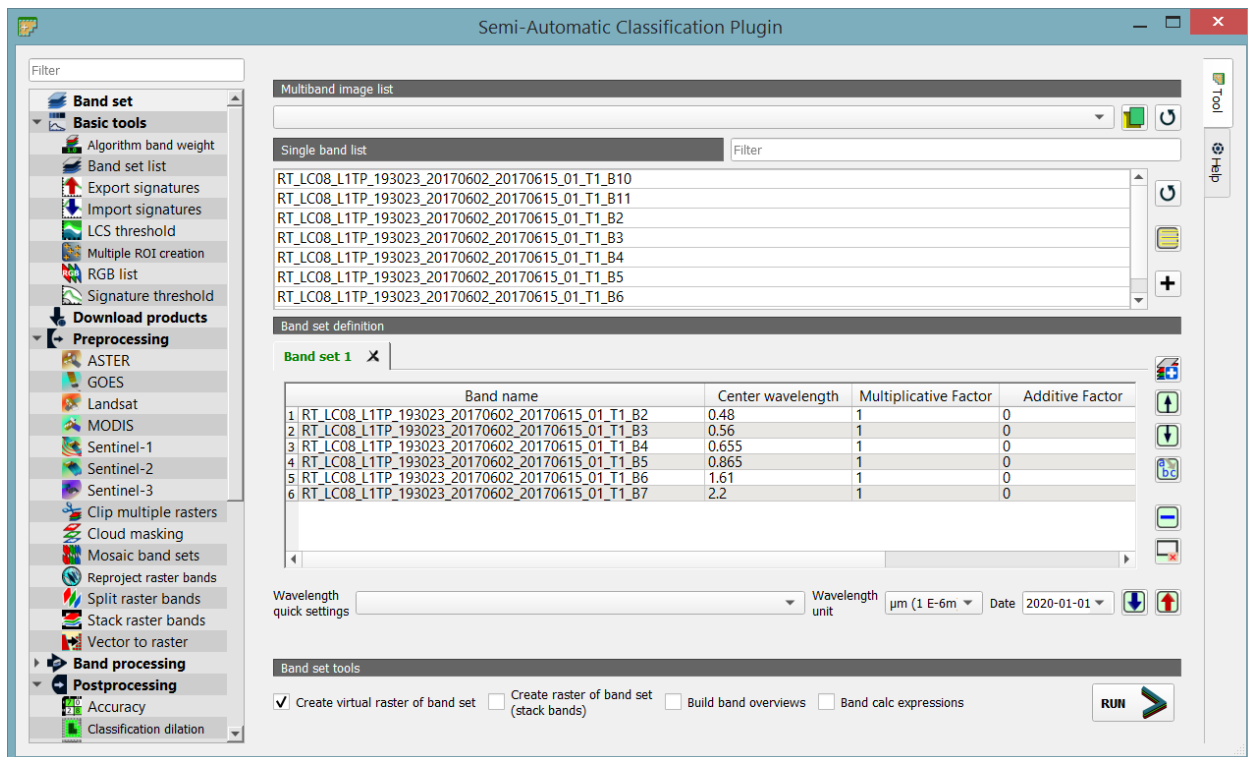 Semi-Automatic Classification Plugin
Filter
Band set
Basic tools
Algorithm band weight
Band set list
Export signatures
Import signatures
LCS threshold
Multiple ROI creation
RGB list
Signature threshold
Download products
Preprocessing
ASTER
GOES
Landsat
MODIS
Sentinel-1
Sentinel-2
Sentinel-3
Clip multiple rasters
Cloud masking
Mosaic band sets
Reproject raster bands
Split raster bands
Stack raster bands
Vector to raster
Band processing
Postprocessing
Accuracy
Classification dilation
Multiband image list
Single band list Filter
RT_LC08_L1TP_193023_20170602_20170615_01_T1_B10
RT_LC08_L1TP_193023_20170602_20170615_01_T1_B11
RT_LC08_L1TP_193023_20170602_20170615_01_T1_B2
RT_LC08_L1TP_193023_20170602_20170615_01_T1_B3
RT_LC08_L1TP_193023_20170602_20170615_01_T1_B4
RT_LC08_L1TP_193023_20170602_20170615_01_T1_B5
RT_LC08_L1TP_193023_20170602_20170615_01_T1_B6
Band set definition
Band set 1
Band name Center wavelength Multiplicative Factor Additive Factor
1 RT_LC08_L1TP_193023_20170602_20170615_01_T1_B2 0.48 1 0
2 RT_LC08_L1TP_193023_20170602_20170615_01_T1_B3 0.56 1 0
3 RT_LC08_L1TP_193023_20170602_20170615_01_T1_B4 0.655 1 0
4 RT_LC08_L1TP_193023_20170602_20170615_01_T1_B5 0.865 1 0
5 RT_LC08_L1TP_193023_20170602_20170615_01_T1_B6 1.61 1 0
6 RT_LC08_L1TP_193023_20170602_20170615_01_T1_B7 2.2 1 0
Wavelength
quick settings
Wavelength
unit
µm (1 E-6m Date 2020-01-01
Band set tools
Create virtual raster of band set
Create raster of band set
(stack bands)
Build band overviews
Band calc expressions
RUN
Tool
Help